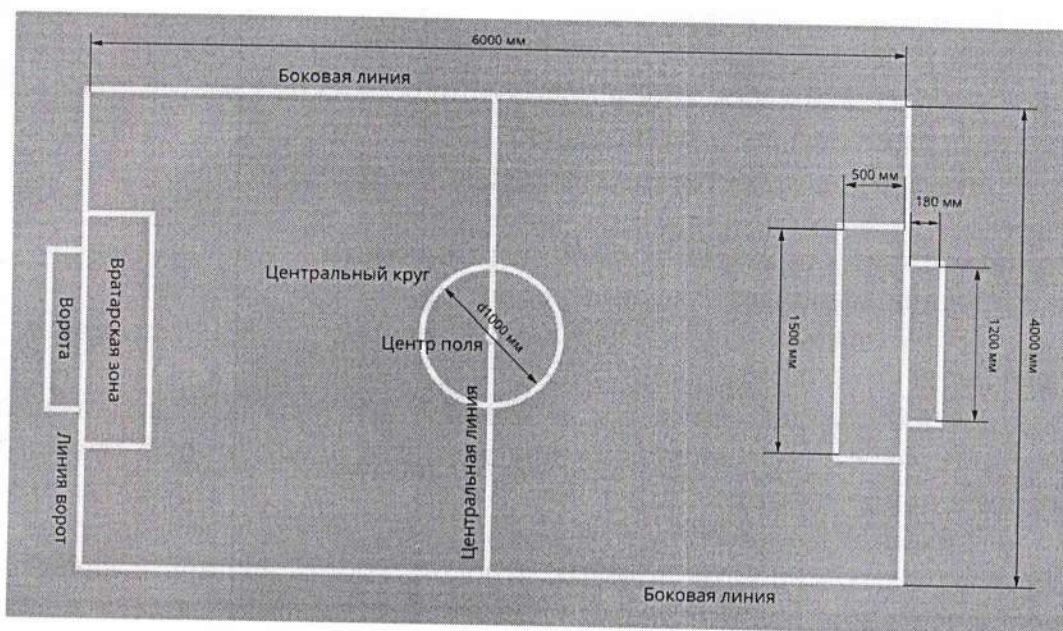 6000 мм
Боковая линия
500 мм
180 мм
Центральный круг
d1000 мм
Центр поля
Ворота
Вратарская зона
1500 мм
1200 мм
4000 мм
Линия ворот
Центральная линия
Боковая линия